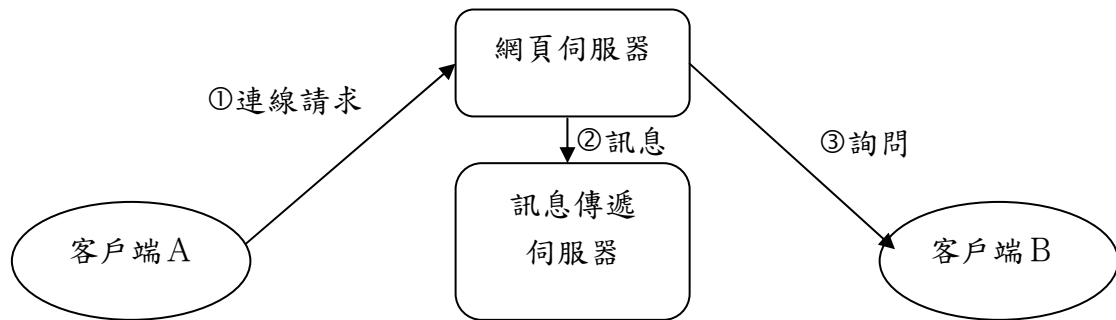 網頁伺服器
①連線請求
②訊息
③詢問
訊息傳遞
伺服器
客戶端A
客戶端B